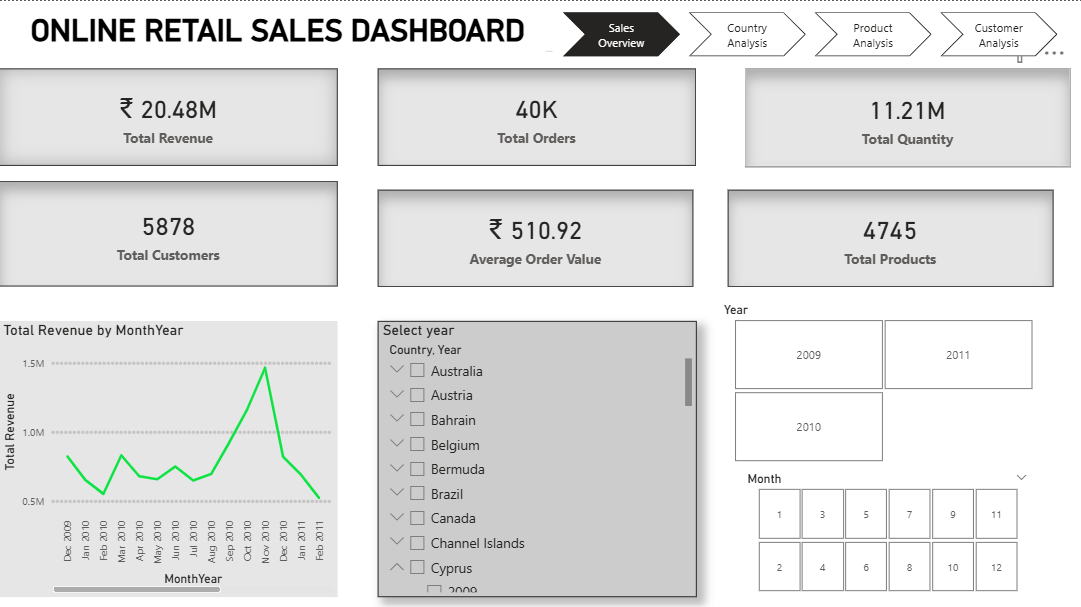 ONLINE RETAIL SALES DASHBOARD
Sales
Overview
Country
Analysis
Product
Analysis
Customer
Analysis
₹ 20.48M
Total Revenue
40K
Total Orders
11.21M
Total Quantity
5878
Total Customers
₹ 510.92
Average Order Value
4745
Total Products
Total Revenue by MonthYear
Total Revenue
1.5M
1.0M
0.5M
Dec 2009
Jan 2010
Feb 2010
Mar 2010
Apr 2010
May 2010
Jun 2010
Jul 2010
Aug 2010
Sep 2010
Oct 2010
Nov 2010
Dec 2010
Jan 2011
Feb 2011
MonthYear
Select year
Country, Year
Australia
Austria
Bahrain
Belgium
Bermuda
Brazil
Canada
Channel Islands
Cyprus
2009
Year
2009
2011
2010
Month
1 3 5 7 9 11
2 4 6 8 10 12